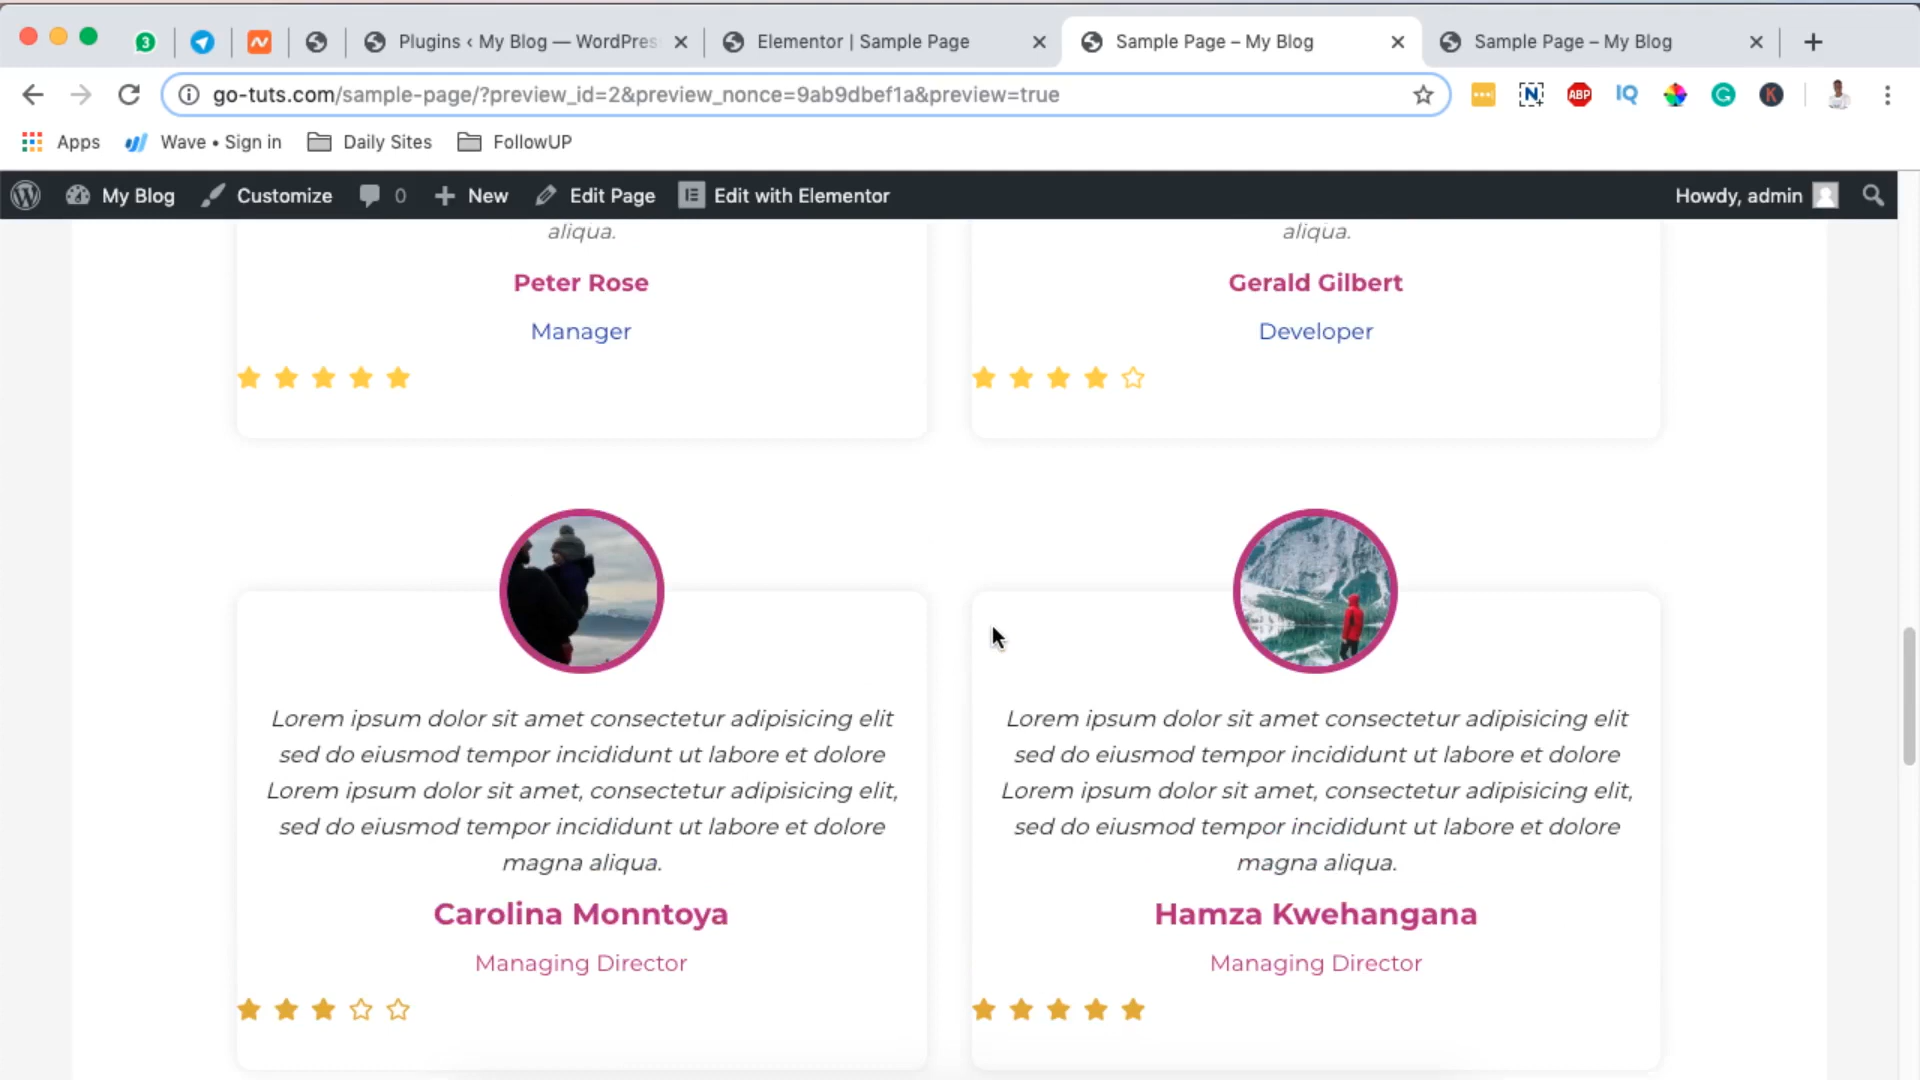 3
Plugins ‹ My Blog — WordPres
Elementor | Sample Page
Sample Page – My Blog
Sample Page – My Blog
go-tuts.com/sample-page/?preview_id=2&preview_nonce=9ab9dbef1a&preview=true
N
ABP
IQ
G
K
Apps
Wave • Sign in
Daily Sites
FollowUP
My Blog
Customize
0
New
Edit Page
Edit with Elementor
Howdy, admin
aliqua.
Peter Rose
Manager
aliqua.
Gerald Gilbert
Developer
Lorem ipsum dolor sit amet consectetur adipisicing elit
sed do eiusmod tempor incididunt ut labore et dolore
Lorem ipsum dolor sit amet, consectetur adipisicing elit,
sed do eiusmod tempor incididunt ut labore et dolore
magna aliqua.
Carolina Monntoya
Managing Director
Lorem ipsum dolor sit amet consectetur adipisicing elit
sed do eiusmod tempor incididunt ut labore et dolore
Lorem ipsum dolor sit amet, consectetur adipisicing elit,
sed do eiusmod tempor incididunt ut labore et dolore
magna aliqua.
Hamza Kwehangana
Managing Director